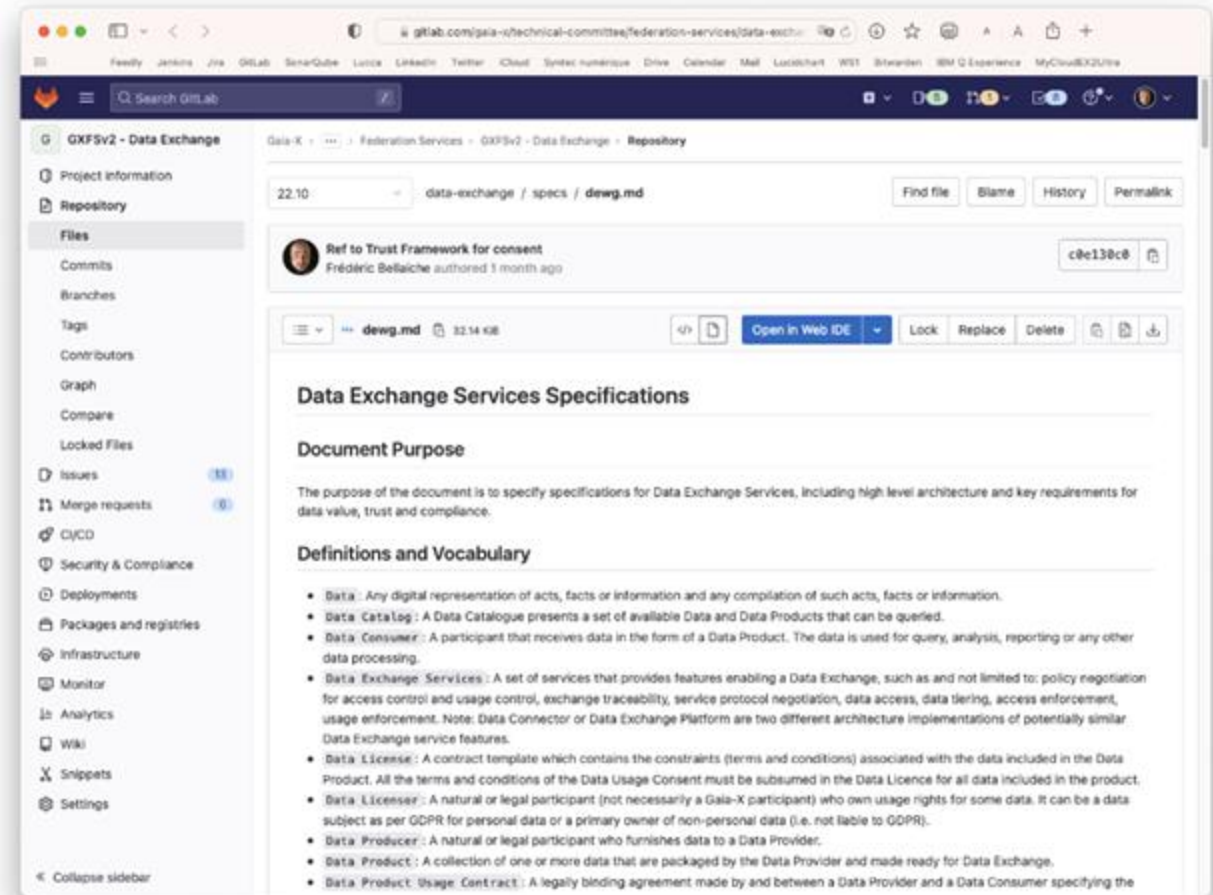 gitlab.com/gaia-x/technical-committee/federation-services/data-excha
Feedly Jenkins Jira GitLab SonarQube Lucca LinkedIn Twitter iCloud Syntec numérique Drive Calendar Mail Lucidchart WS1 Bitwarden IBM Q Experience MyCloudEX2Ultra
Search GitLab
G GXFSv2 - Data Exchange
Gaia-X › ... › Federation Services › GXFSv2 - Data Exchange › Repository
Project information
Repository
Files
Commits
Branches
Tags
Contributors
Graph
Compare
Locked Files
Issues
Merge requests
CI/CD
Security & Compliance
Deployments
Packages and registries
Infrastructure
Monitor
Analytics
Wiki
Snippets
Settings
Collapse sidebar
22.10 data-exchange / specs / dewg.md Find file Blame History Permalink
Ref to Trust Framework for consent
Frédéric Bellaiche authored 1 month ago
c0e130c0
dewg.md 32.14 KiB Open in Web IDE Lock Replace Delete
Data Exchange Services Specifications
Document Purpose
The purpose of the document is to specify specifications for Data Exchange Services, including high level architecture and key requirements for
data value, trust and compliance.
Definitions and Vocabulary
• Data : Any digital representation of acts, facts or information and any compilation of such acts, facts or information.
• Data Catalog : A Data Catalogue presents a set of available Data and Data Products that can be queried.
• Data Consumer : A participant that receives data in the form of a Data Product. The data is used for query, analysis, reporting or any other
data processing.
• Data Exchange Services : A set of services that provides features enabling a Data Exchange, such as and not limited to: policy negotiation
for access control and usage control, exchange traceability, service protocol negotiation, data access, data tiering, access enforcement,
usage enforcement. Note: Data Connector or Data Exchange Platform are two different architecture implementations of potentially similar
Data Exchange service features.
• Data License : A contract template which contains the constraints (terms and conditions) associated with the data included in the Data
Product. All the terms and conditions of the Data Usage Consent must be subsumed in the Data Licence for all data included in the product.
• Data Licensor : A natural or legal participant (not necessarily a Gaia-X participant) who own usage rights for some data. It can be a data
subject as per GDPR for personal data or a primary owner of non-personal data (i.e. not liable to GDPR).
• Data Producer : A natural or legal participant who furnishes data to a Data Provider.
• Data Product : A collection of one or more data that are packaged by the Data Provider and made ready for Data Exchange.
• Data Product Usage Contract : A legally binding agreement made by and between a Data Provider and a Data Consumer specifying the